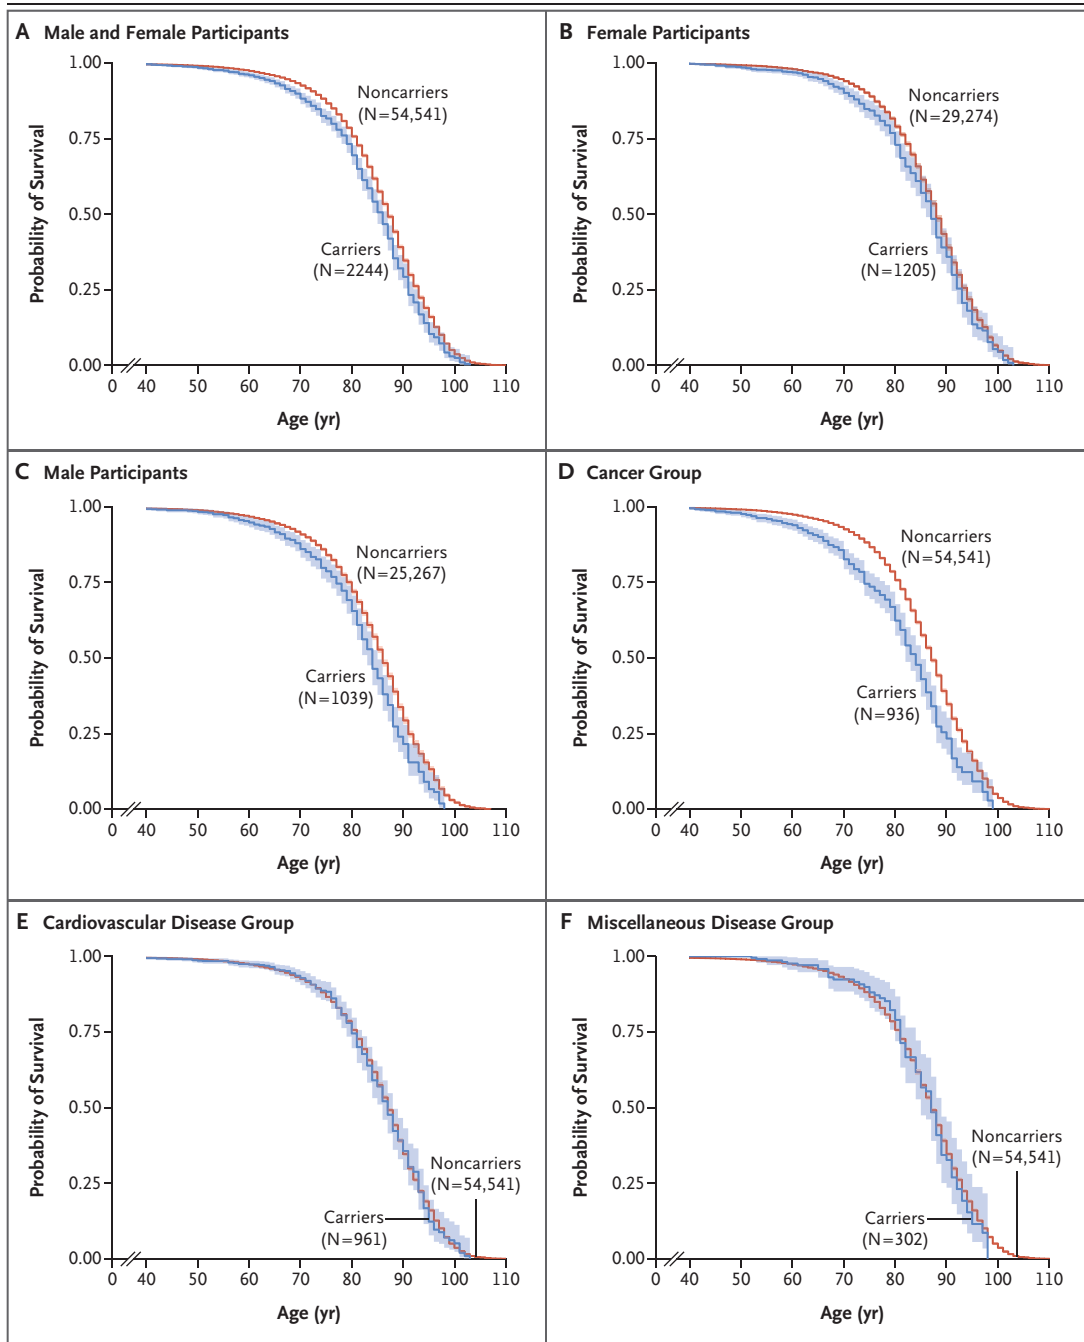 A Male and Female Participants
1.00
0.75
0.50
0.25
0.00
Probability of Survival
Noncarriers
(N=54,541)
Carriers
(N=2244)
0 40 50 60 70 80 90 100 110
Age (yr)
B Female Participants
1.00
0.75
0.50
0.25
0.00
Probability of Survival
Noncarriers
(N=29,274)
Carriers
(N=1205)
0 40 50 60 70 80 90 100 110
Age (yr)
C Male Participants
1.00
0.75
0.50
0.25
0.00
Probability of Survival
Noncarriers
(N=25,267)
Carriers
(N=1039)
0 40 50 60 70 80 90 100 110
Age (yr)
D Cancer Group
1.00
0.75
0.50
0.25
0.00
Probability of Survival
Noncarriers
(N=54,541)
Carriers
(N=936)
0 40 50 60 70 80 90 100 110
Age (yr)
E Cardiovascular Disease Group
1.00
0.75
0.50
0.25
0.00
Probability of Survival
Noncarriers
(N=54,541)
Carriers
(N=961)
0 40 50 60 70 80 90 100 110
Age (yr)
F Miscellaneous Disease Group
1.00
0.75
0.50
0.25
0.00
Probability of Survival
Noncarriers
(N=54,541)
Carriers
(N=302)
0 40 50 60 70 80 90 100 110
Age (yr)